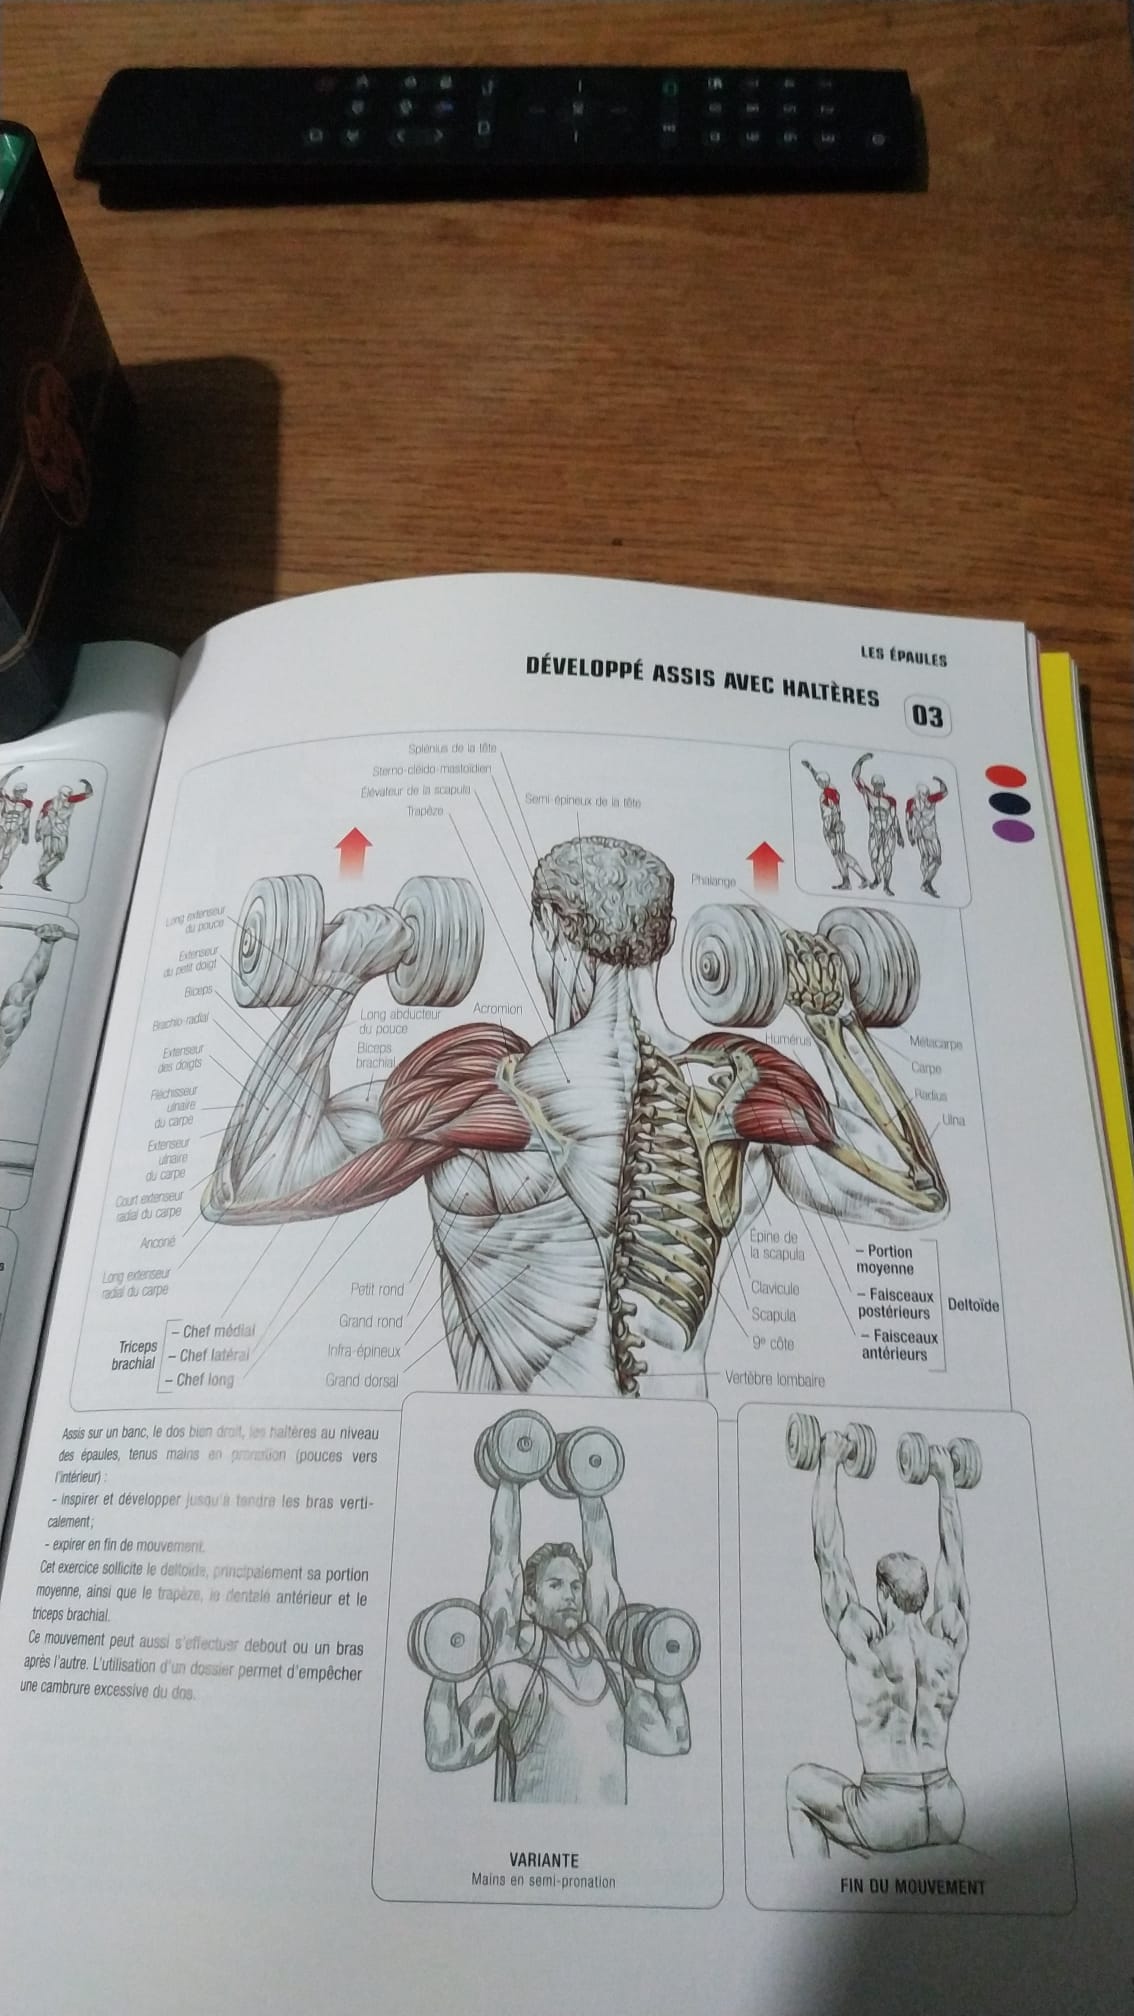 LES ÉPAULES
DÉVELOPPÉ ASSIS AVEC HALTÈRES
03
Splénius de la tête
Sterno-cléido-mastoïdien
Élévateur de la scapula
Trapèze
Semi-épineux de la tête
Phalange
Long extenseur
du pouce
Extenseur
du petit doigt
Biceps
Brachio-radial
Extenseur
des doigts
Fléchisseur
ulnaire
du carpe
Extenseur
ulnaire
du carpe
Court extenseur
radial du carpe
Anconé
Long extenseur
radial du carpe
Long abducteur
du pouce
Biceps
brachial
Acromion
Humérus
Métacarpe
Carpe
Radius
Ulna
Triceps
brachial
– Chef médial
– Chef latéral
– Chef long
Petit rond
Grand rond
Infra-épineux
Grand dorsal
Épine de
la scapula
Clavicule
Scapula
9e côte
Vertèbre lombaire
– Portion
moyenne
– Faisceaux
postérieurs
– Faisceaux
antérieurs
Deltoïde
Assis sur un banc, le dos bien droit, les haltères au niveau
des épaules, tenus mains en pronation (pouces vers
l'intérieur) :
- inspirer et développer jusqu'à tendre les bras verti-
calement;
- expirer en fin de mouvement.
Cet exercice sollicite le deltoïde, principalement sa portion
moyenne, ainsi que le trapèze, le dentelé antérieur et le
triceps brachial.
Ce mouvement peut aussi s'effectuer debout ou un bras
après l'autre. L'utilisation d'un dossier permet d'empêcher
une cambrure excessive du dos.
VARIANTE
Mains en semi-pronation
FIN DU MOUVEMENT